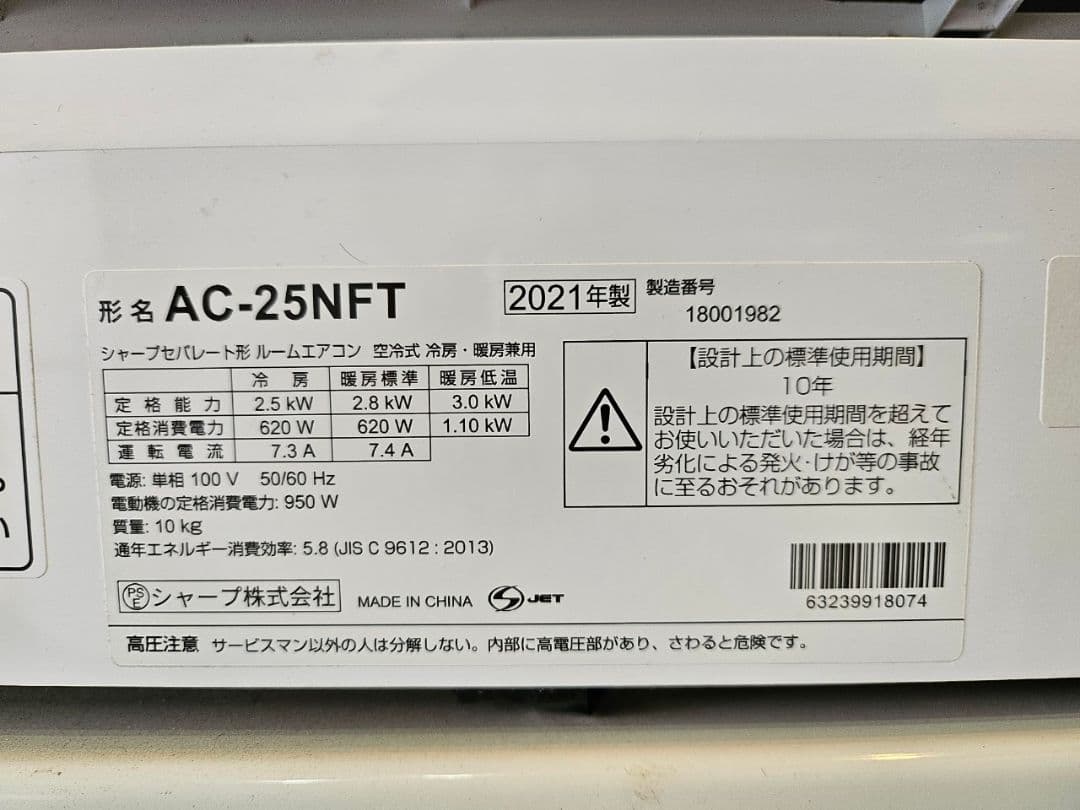 形名 AC-25NFT 2021年製 製造番号
18001982
シャープセパレート形 ルームエアコン 空冷式 冷房・暖房兼用
冷房 暖房標準 暖房低温
定格能力 2.5 kW 2.8 kW 3.0 kW
定格消費電力 620 W 620 W 1.10 kW
運転電流 7.3 A 7.4 A
電源: 単相 100 V 50/60 Hz
電動機の定格消費電力: 950 W
質量: 10 kg
通年エネルギー消費効率: 5.8 (JIS C 9612 : 2013)
【設計上の標準使用期間】
10年
設計上の標準使用期間を超えて
お使いいただいた場合は、経年
劣化による発火・けが等の事故
に至るおそれがあります。
PSE シャープ株式会社 MADE IN CHINA S JET
63239918074
高圧注意 サービスマン以外の人は分解しない。内部に高電圧部があり、さわると危険です。